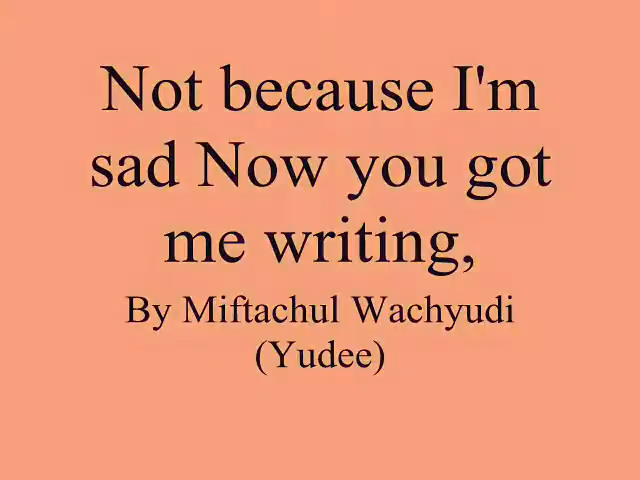 Not because I'm
sad Now you got
me writing,
By Miftachul Wachyudi
(Yudee)